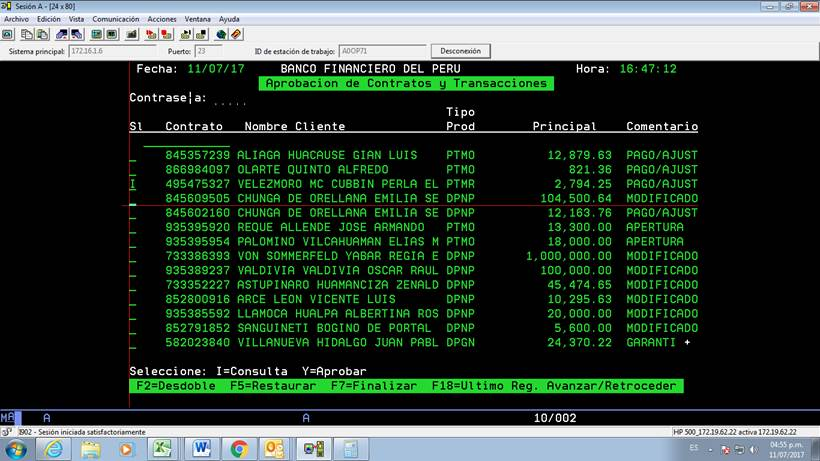 Sesión A - [24 x 80]
Archivo Edición Vista Comunicación Acciones Ventana Ayuda
Sistema principal: 172.16.1.6 Puerto: 23 ID de estación de trabajo: A0OP71 Desconexión
Fecha: 11/07/17 BANCO FINANCIERO DEL PERU Hora: 16:47:12
Aprobacion de Contratos y Transacciones
Contrase¦a: .....
Tipo
Sl Contrato Nombre Cliente Prod Principal Comentario
845357239 ALIAGA HUACAUSE GIAN LUIS PTMO 12,879.63 PAGO/AJUST
866984097 OLARTE QUINTO ALFREDO PTMO 821.36 PAGO/AJUST
I 495475327 VELEZMORO MC CUBBIN PERLA EL PTMR 2,794.25 PAGO/AJUST
845609505 CHUNGA DE ORELLANA EMILIA SE DPNP 104,500.64 MODIFICADO
845602160 CHUNGA DE ORELLANA EMILIA SE DPNP 12,163.76 PAGO/AJUST
935395920 REQUE ALLENDE JOSE ARMANDO PTMO 13,300.00 APERTURA
935395954 PALOMINO VILCAHUAMAN ELIAS M PTMO 18,000.00 APERTURA
733386393 VON SOMMERFELD YABAR REGIA E DPNP 1,000,000.00 MODIFICADO
935389237 VALDIVIA VALDIVIA OSCAR RAUL DPNP 100,000.00 MODIFICADO
733352227 ASTUPINARO HUAMANCIZA ZENALD DPNP 45,474.65 MODIFICADO
852800916 ARCE LEON VICENTE LUIS DPNP 10,295.63 MODIFICADO
935385592 LLAMOCA HUALPA ALBERTINA ROS DPNP 20,000.00 MODIFICADO
852791852 SANGUINETI BOGINO DE PORTAL DPNP 5,600.00 MODIFICADO
582023840 VILLANUEVA HIDALGO JUAN PABL DPGN 24,370.22 GARANTI +
Seleccione: I=Consulta Y=Aprobar
F2=Desdoble F5=Restaurar F7=Finalizar F18=Ultimo Reg. Avanzar/Retroceder
MA A A 10/002
I902 - Sesión iniciada satisfactoriamente HP 500_172.19.62.22 activa 172.19.62.22
ES 04:55 p.m.
11/07/2017